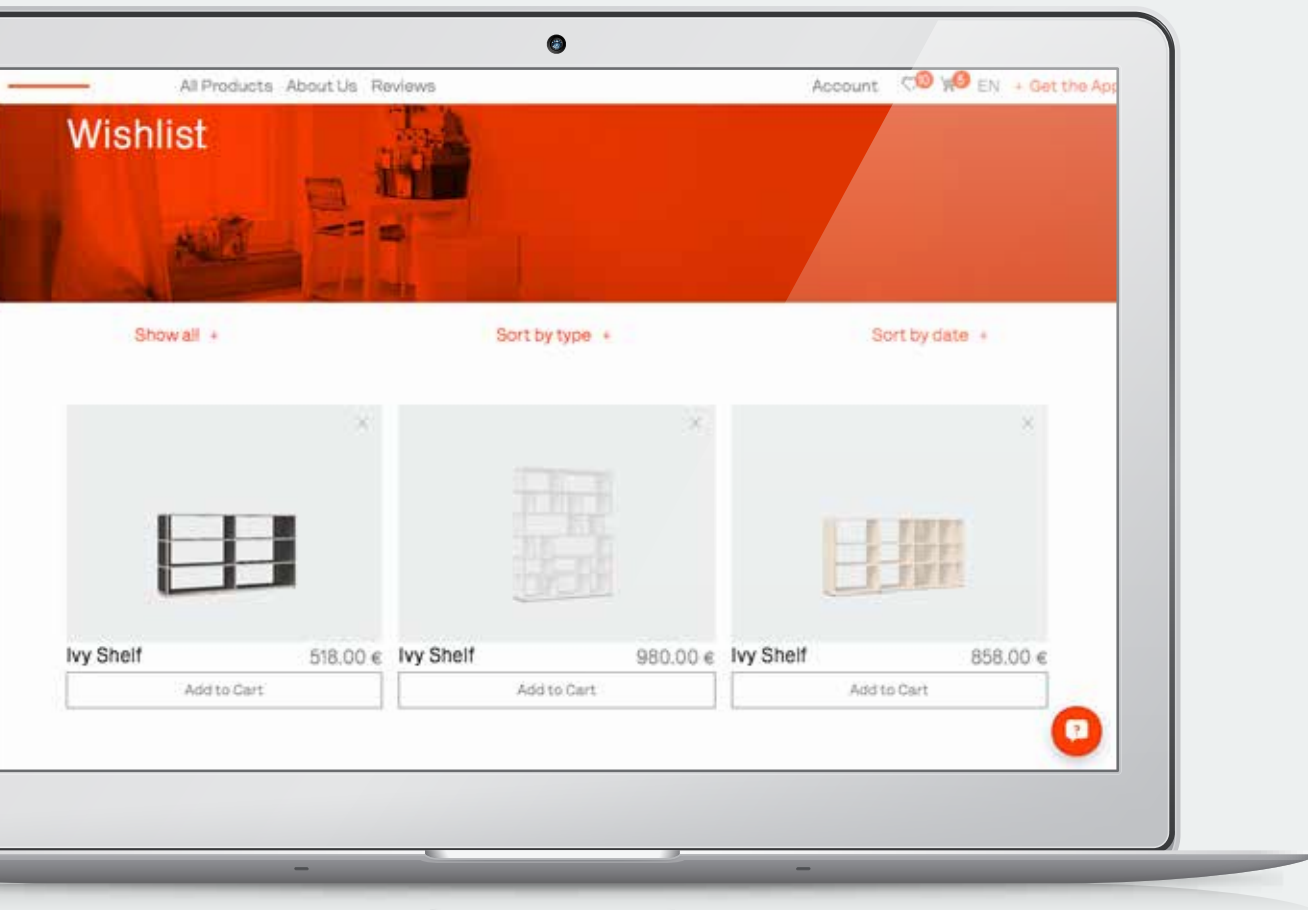 All Products About Us Reviews Account 10 5 EN + Get the App
Wishlist
Show all + Sort by type + Sort by date +
Ivy Shelf 518.00 € Ivy Shelf 980.00 € Ivy Shelf 858.00 €
Add to Cart Add to Cart Add to Cart
?